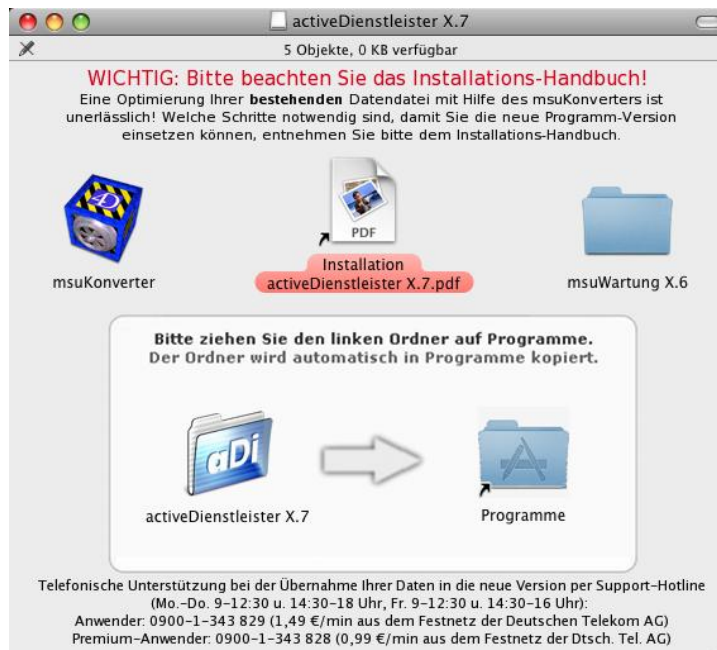 activeDienstleister X.7
5 Objekte, 0 KB verfügbar
WICHTIG: Bitte beachten Sie das Installations-Handbuch!
Eine Optimierung Ihrer bestehenden Datendatei mit Hilfe des msuKonverters ist
unerlässlich! Welche Schritte notwendig sind, damit Sie die neue Programm-Version
einsetzen können, entnehmen Sie bitte dem Installations-Handbuch.
4D
PDF
msuKonverter
Installation
activeDienstleister X.7.pdf
msuWartung X.6
Bitte ziehen Sie den linken Ordner auf Programme.
Der Ordner wird automatisch in Programme kopiert.
aDi
activeDienstleister X.7
Programme
Telefonische Unterstützung bei der Übernahme Ihrer Daten in die neue Version per Support-Hotline
(Mo.-Do. 9-12:30 u. 14:30-18 Uhr, Fr. 9-12:30 u. 14:30-16 Uhr):
Anwender: 0900-1-343 829 (1,49 €/min aus dem Festnetz der Deutschen Telekom AG)
Premium-Anwender: 0900-1-343 828 (0,99 €/min aus dem Festnetz der Dtsch. Tel. AG)